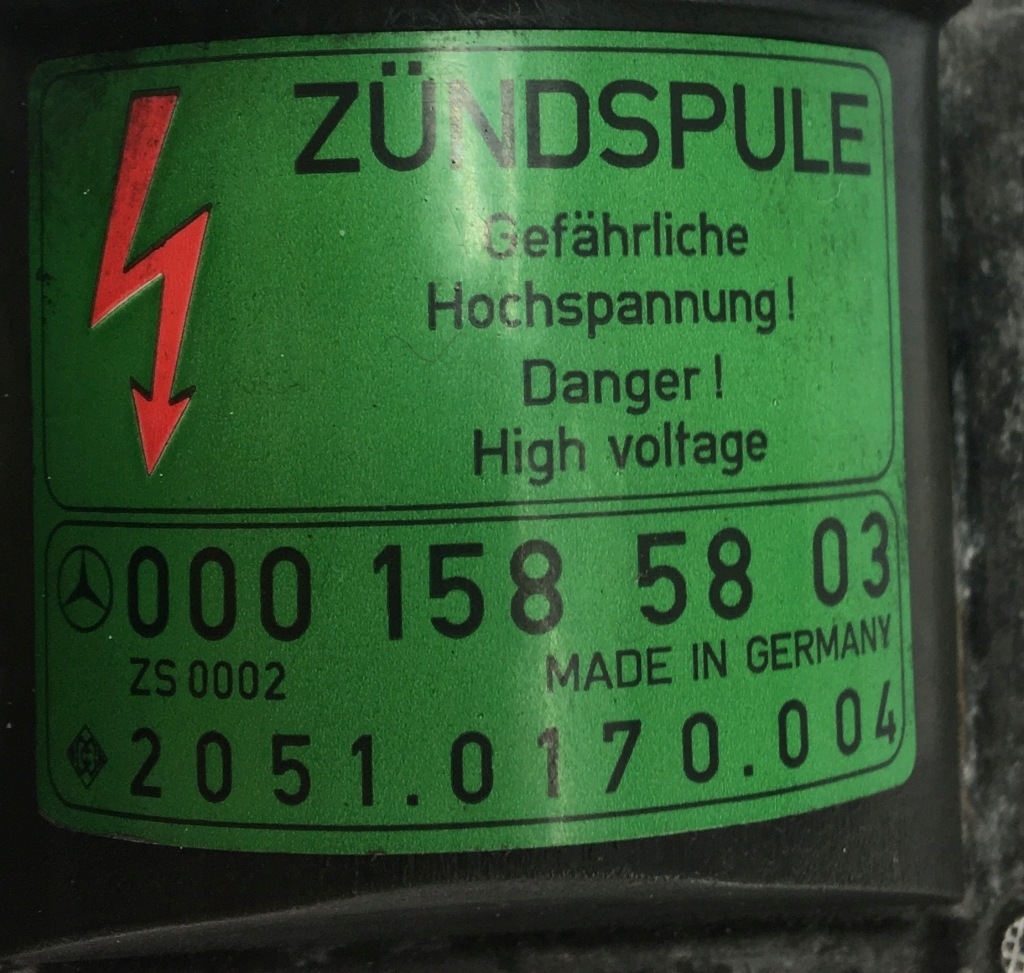 ZÜNDSPULE
Gefährliche
Hochspannung!
Danger!
High voltage
000 158 58 03
ZS 0002
MADE IN GERMANY
2051.0170.004